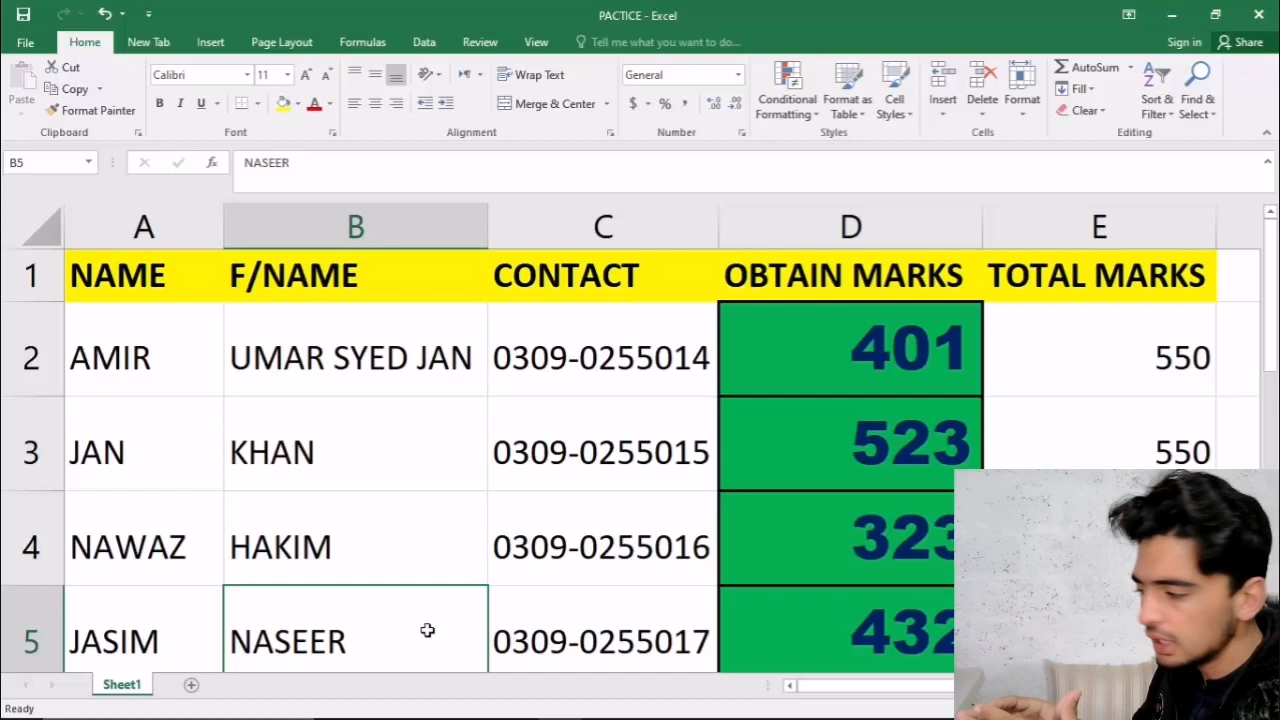 PACTICE - Excel
File Home New Tab Insert Page Layout Formulas Data Review View Tell me what you want to do... Sign in Share
Paste Cut Copy Format Painter Clipboard
Calibri 11 A A B I U A Font
Wrap Text Merge & Center Alignment
General $ % , Number
Conditional Formatting Format as Table Cell Styles Styles
Insert Delete Format Cells
AutoSum Fill Clear Sort & Filter Find & Select Editing
B5 fx NASEER
A B C D E
1 NAME F/NAME CONTACT OBTAIN MARKS TOTAL MARKS
2 AMIR UMAR SYED JAN 0309-0255014 401 550
3 JAN KHAN 0309-0255015 523 550
4 NAWAZ HAKIM 0309-0255016 323
5 JASIM NASEER 0309-0255017 432
Sheet1
Ready